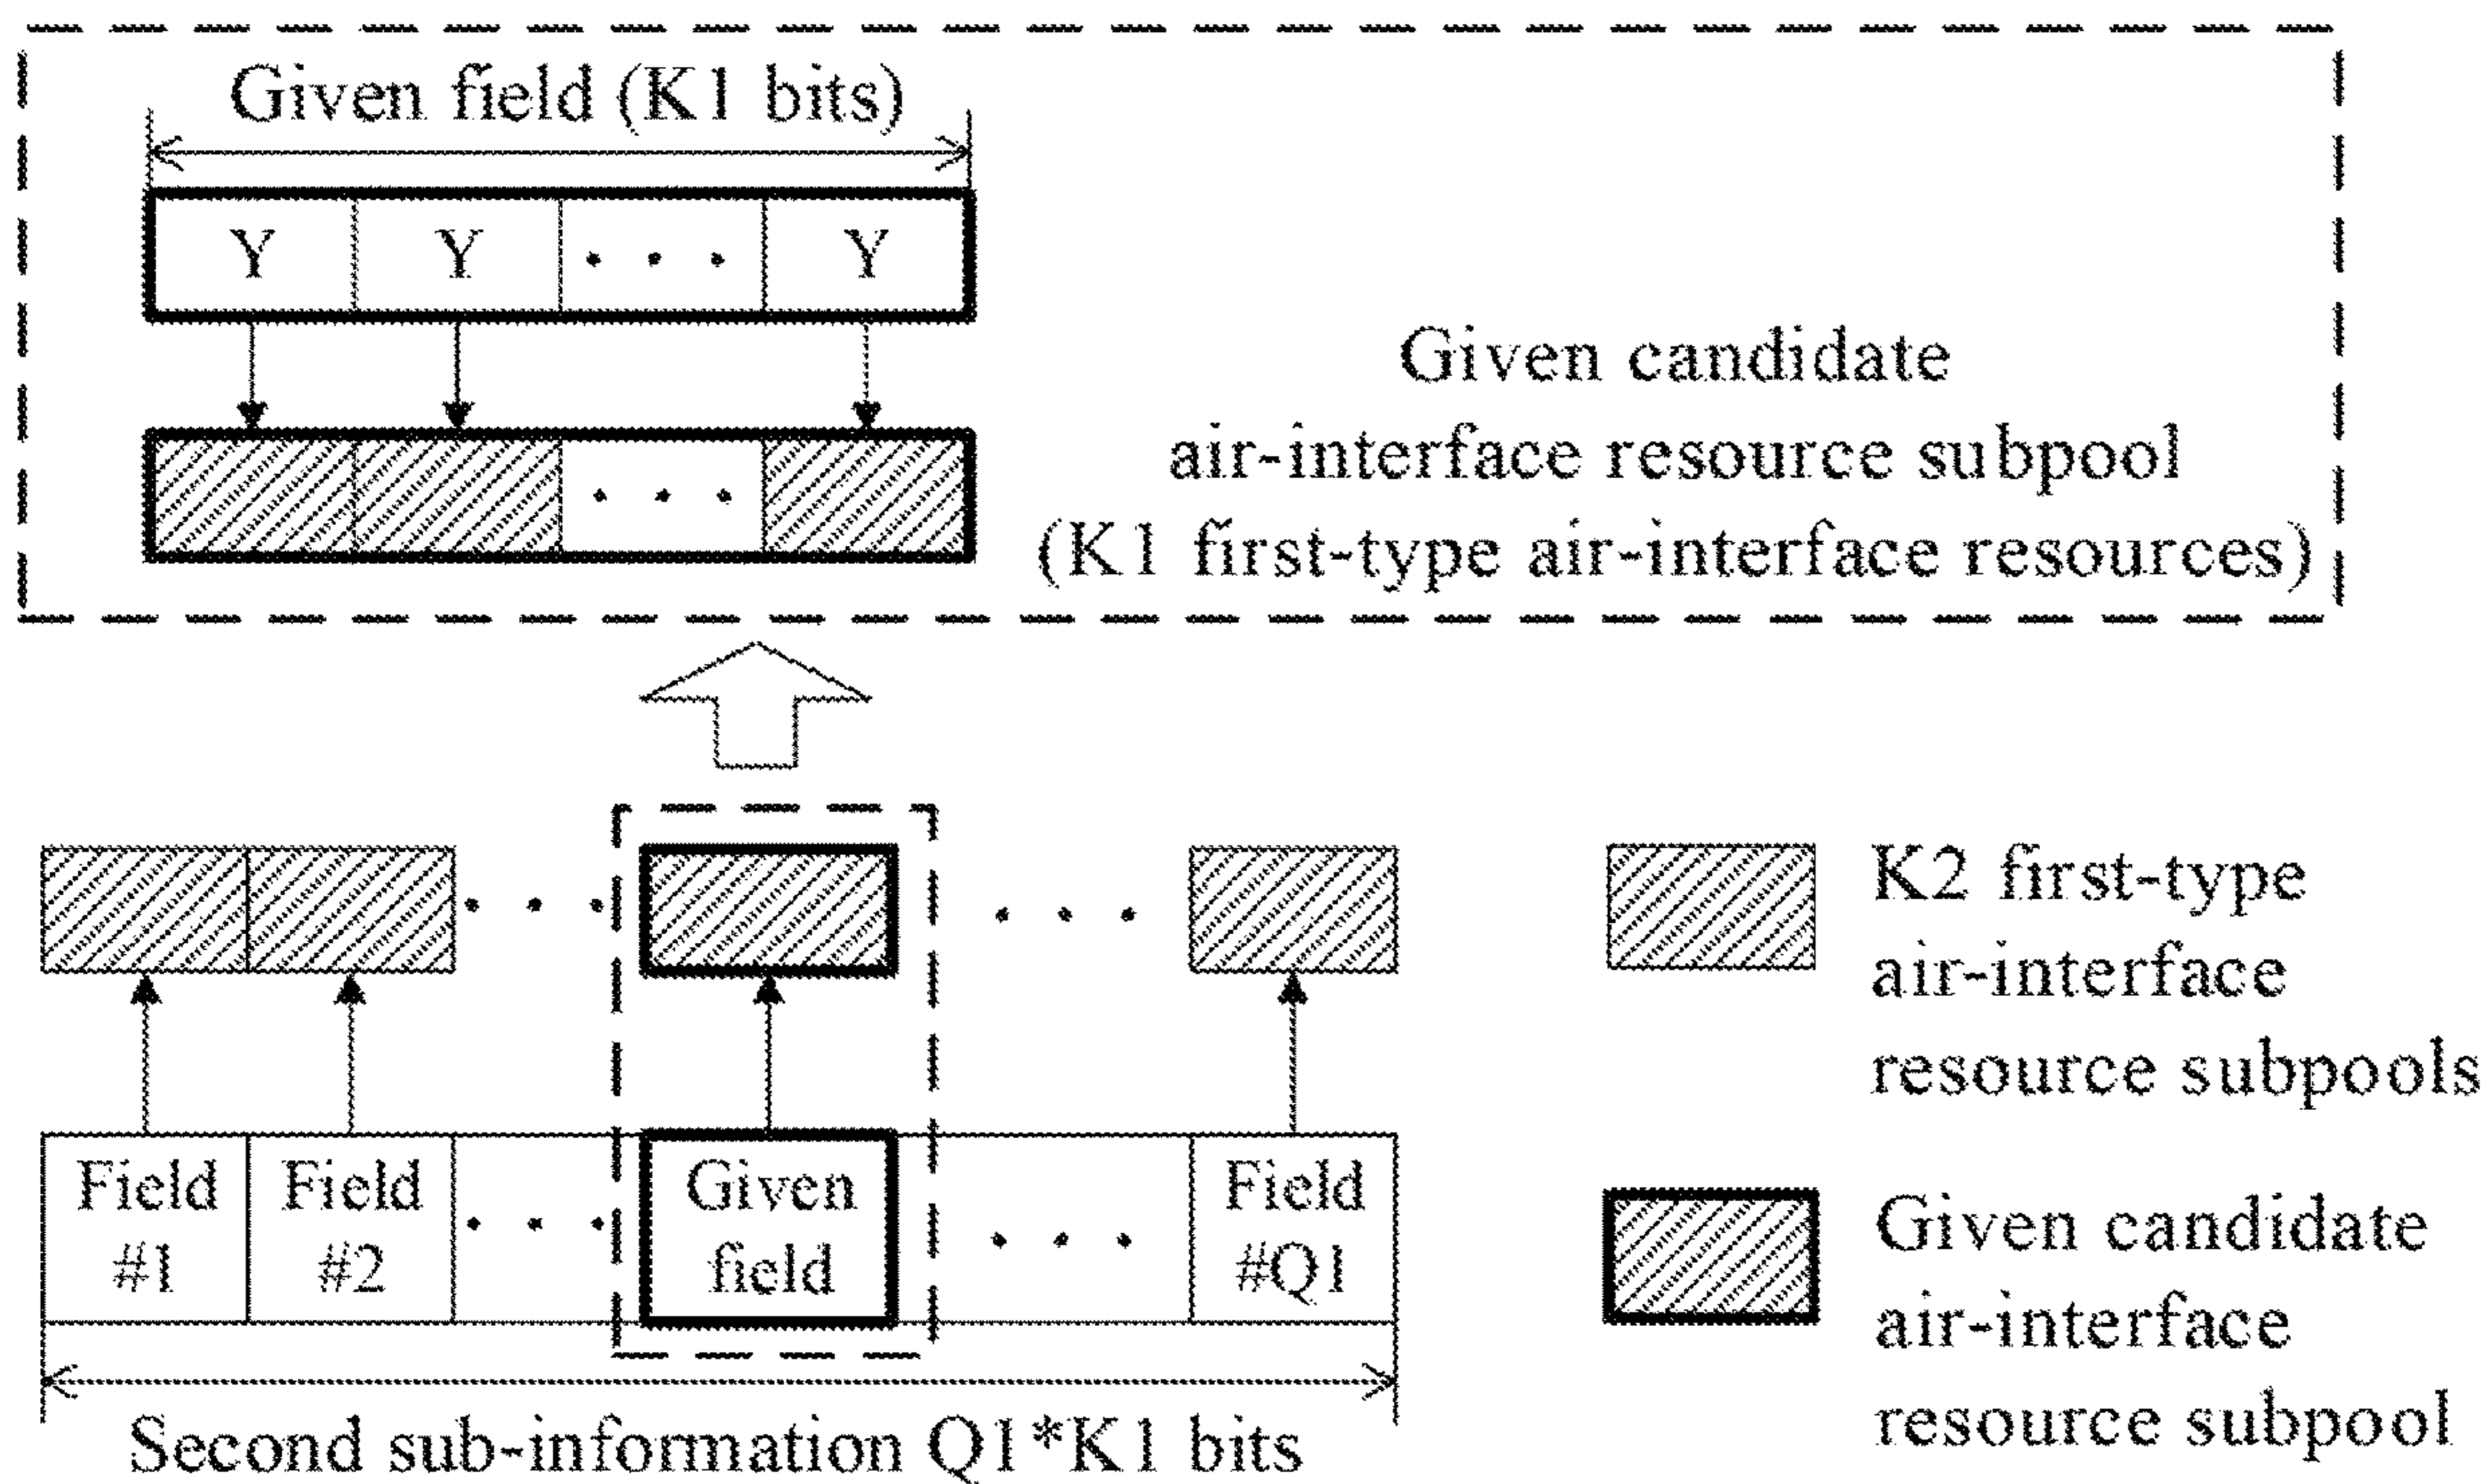 Given field (K1 bits)
Y Y . . . Y
Given candidate
air-interface resource subpool
. . .
(K1 first-type air-interface resources)
. . . . . .
K2 first-type
air-interface
resource subpools
Field #1 Field #2 . . . Given field . . . Field #Q1
Given candidate
air-interface
resource subpool
Second sub-information Q1*K1 bits